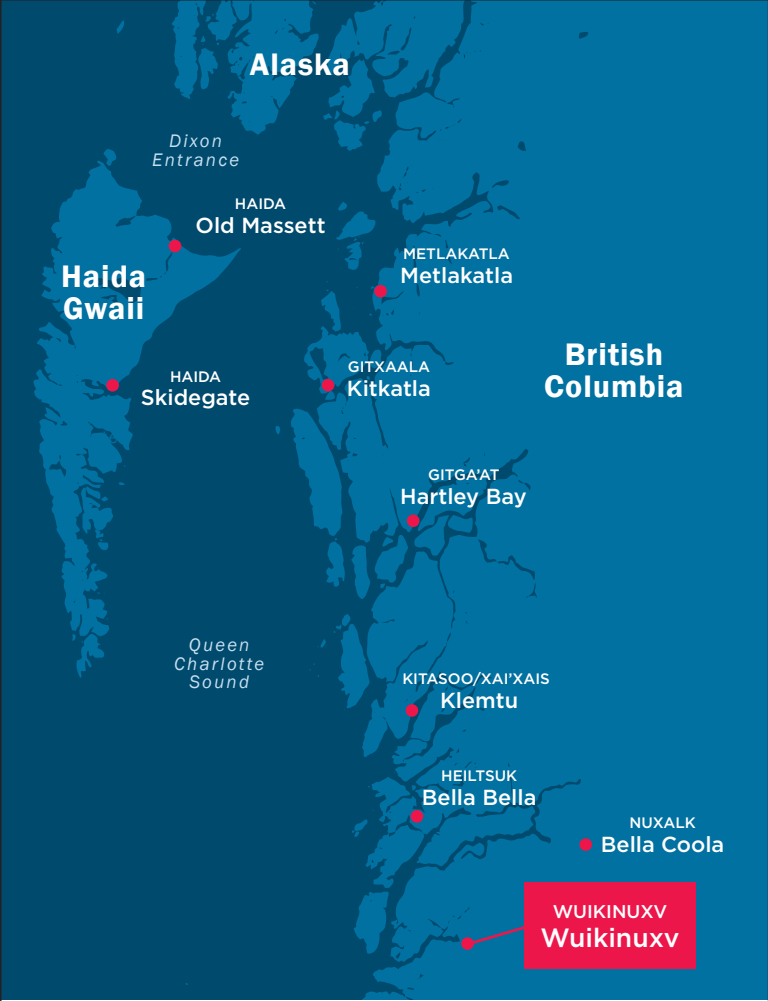 Alaska
Dixon
Entrance
HAIDA
Old Massett
METLAKATLA
Metlakatla
Haida
Gwaii
British
Columbia
GITXAALA
Kitkatla
HAIDA
Skidegate
GITGA'AT
Hartley Bay
Queen
Charlotte
Sound
KITASOO/XAI'XAIS
Klemtu
HEILTSUK
Bella Bella
NUXALK
Bella Coola
WUIKINUXV
Wuikinuxv